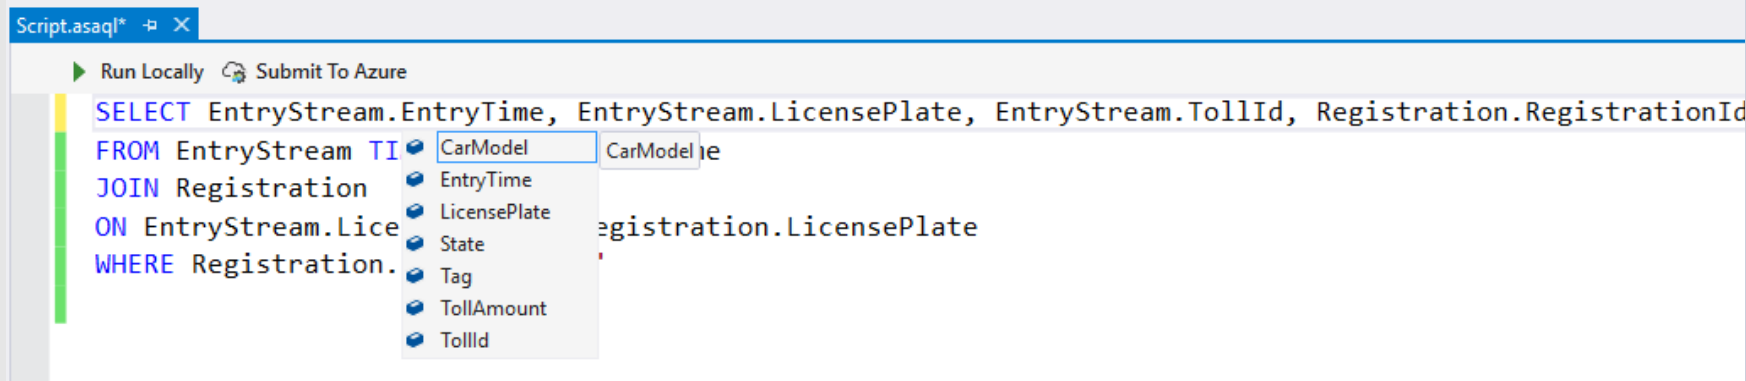 Script.asaql*
Run Locally Submit To Azure
SELECT EntryStream.EntryTime, EntryStream.LicensePlate, EntryStream.TollId, Registration.RegistrationId
FROM EntryStream TI
JOIN Registration
ON EntryStream.Lice egistration.LicensePlate
WHERE Registration. '
CarModel CarModel ne
EntryTime
LicensePlate
State
Tag
TollAmount
TollId